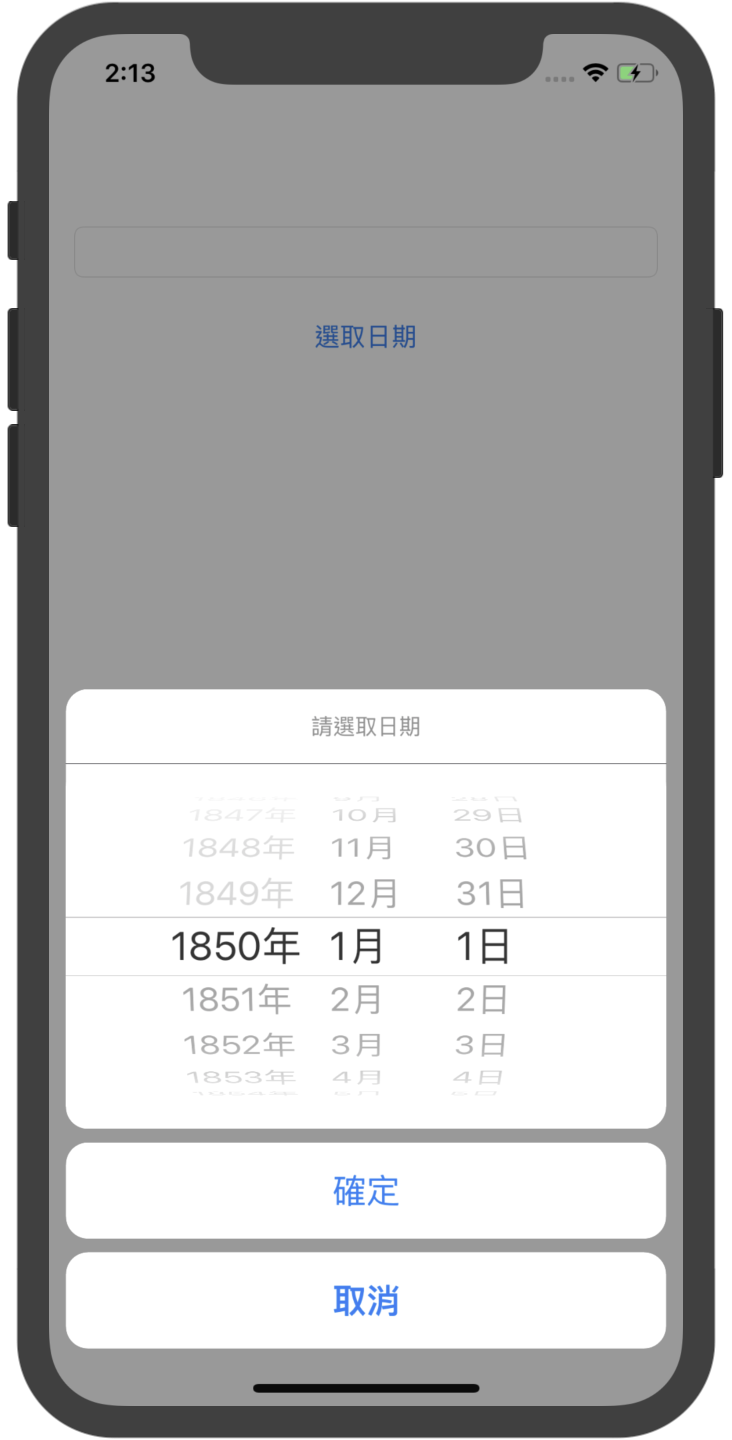 2:13
選取日期
請選取日期
1847年 10月 29日
1848年 11月 30日
1849年 12月 31日
1850年 1月 1日
1851年 2月 2日
1852年 3月 3日
1853年 4月 4日
確定
取消